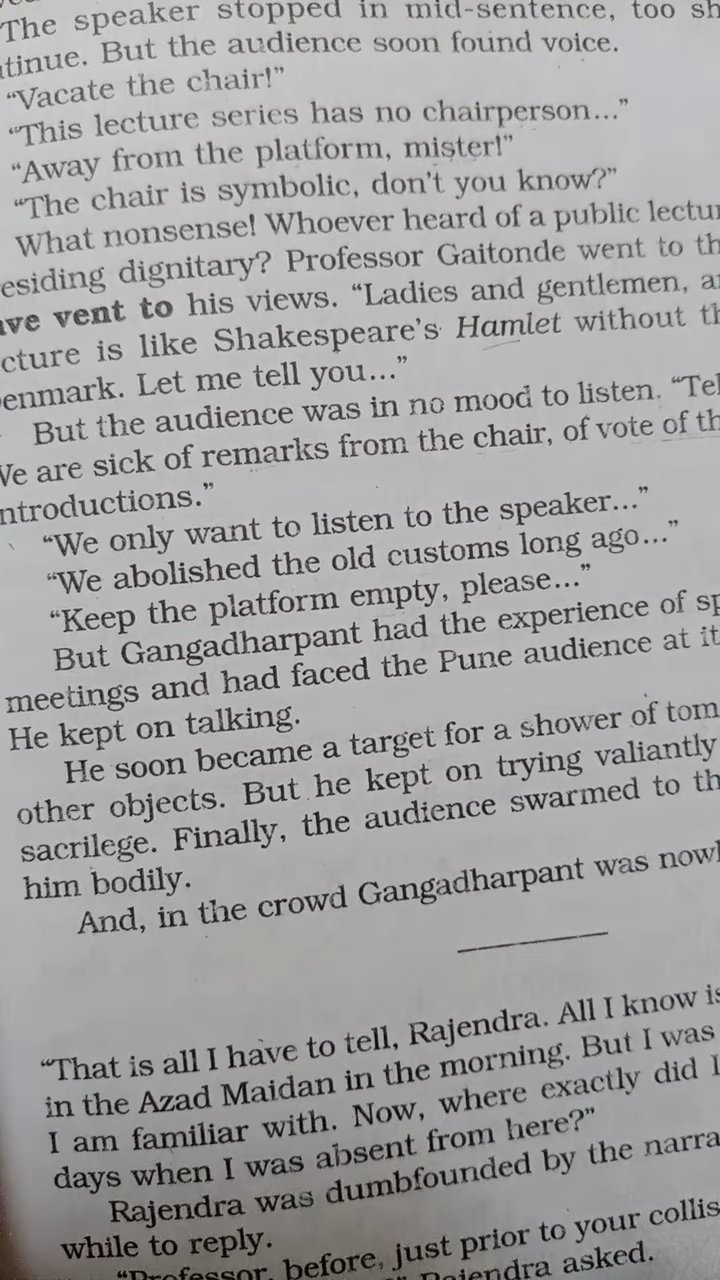 The speaker stopped in mid-sentence, too sh
tinue. But the audience soon found voice.
“Vacate the chair!”
“This lecture series has no chairperson...”
“Away from the platform, mister!”
“The chair is symbolic, don’t you know?”
What nonsense! Whoever heard of a public lectur
esiding dignitary? Professor Gaitonde went to th
ave vent to his views. “Ladies and gentlemen, a
cture is like Shakespeare’s Hamlet without th
enmark. Let me tell you...”
But the audience was in no mood to listen. “Tel
We are sick of remarks from the chair, of vote of th
ntroductions.”
“We only want to listen to the speaker...”
“We abolished the old customs long ago...”
“Keep the platform empty, please...”
But Gangadharpant had the experience of sp
meetings and had faced the Pune audience at it
He kept on talking.
He soon became a target for a shower of tom
other objects. But he kept on trying valiantly
sacrilege. Finally, the audience swarmed to th
him bodily.
And, in the crowd Gangadharpant was nowh
“That is all I have to tell, Rajendra. All I know is
in the Azad Maidan in the morning. But I was
I am familiar with. Now, where exactly did I
days when I was absent from here?”
Rajendra was dumbfounded by the narra
while to reply.
“Professor, before, just prior to your collis
Rajendra asked.